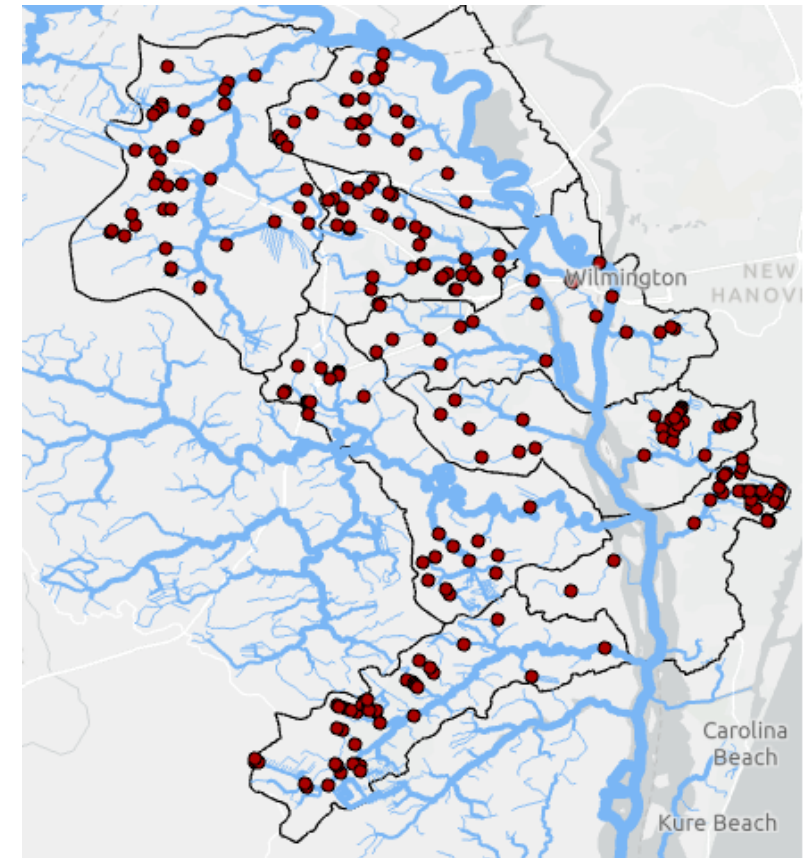 Wilmington
NEW
HANOV
Carolina
Beach
Kure Beach